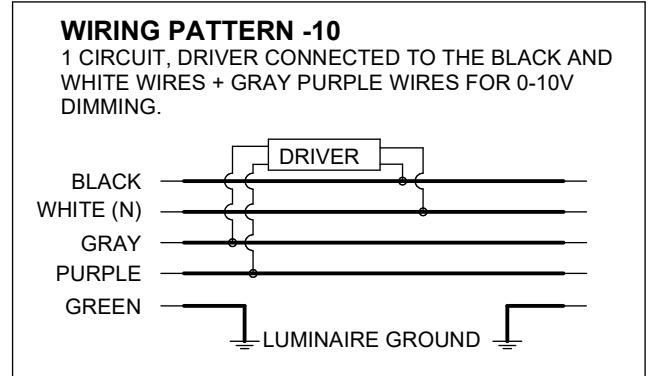 WIRING PATTERN -10
1 CIRCUIT, DRIVER CONNECTED TO THE BLACK AND
WHITE WIRES + GRAY PURPLE WIRES FOR 0-10V
DIMMING.
DRIVER
BLACK
WHITE (N)
GRAY
PURPLE
GREEN
LUMINAIRE GROUND